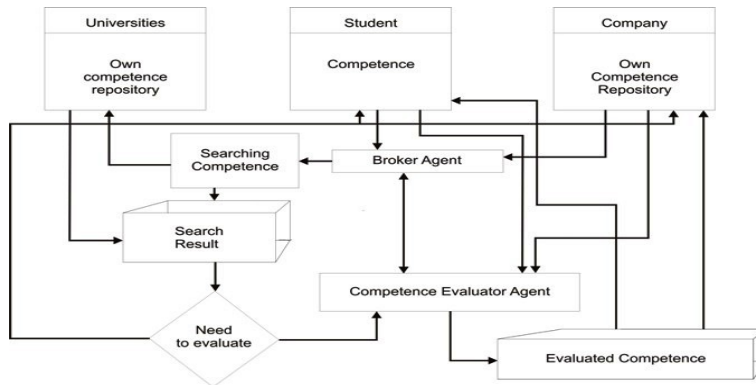 Universities
Student
Company
Own
competence
repository
Competence
Own
Competence
Repository
Searching
Competence
Broker Agent
Search
Result
Competence Evaluator Agent
Need
to evaluate
Evaluated Competence